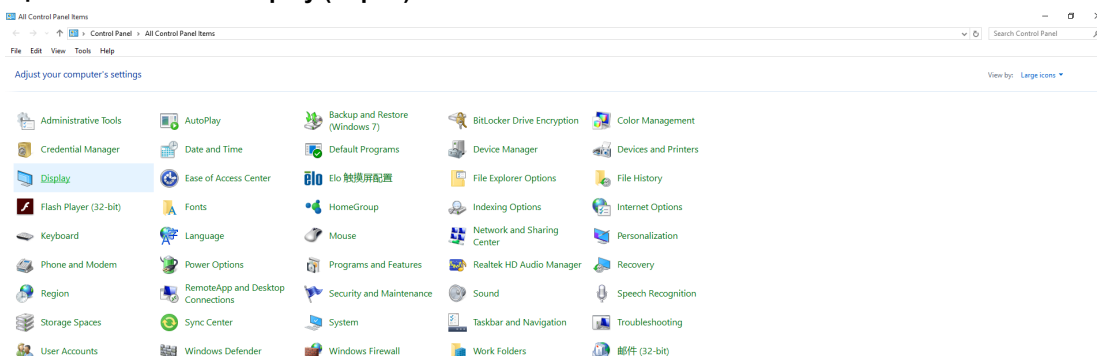 All Control Panel Items
Control Panel > All Control Panel Items
Search Control Panel
File Edit View Tools Help
Adjust your computer's settings
View by: Large icons
Administrative Tools
AutoPlay
Backup and Restore
(Windows 7)
BitLocker Drive Encryption
Color Management
Credential Manager
Date and Time
Default Programs
Device Manager
Devices and Printers
Display
Ease of Access Center
elo Elo 触摸屏配置
File Explorer Options
File History
Flash Player (32-bit)
Fonts
HomeGroup
Indexing Options
Internet Options
Keyboard
Language
Mouse
Network and Sharing
Center
Personalization
Phone and Modem
Power Options
Programs and Features
Realtek HD Audio Manager
Recovery
Region
RemoteApp and Desktop
Connections
Security and Maintenance
Sound
Speech Recognition
Storage Spaces
Sync Center
System
Taskbar and Navigation
Troubleshooting
User Accounts
Windows Defender
Windows Firewall
Work Folders
邮件 (32-bit)